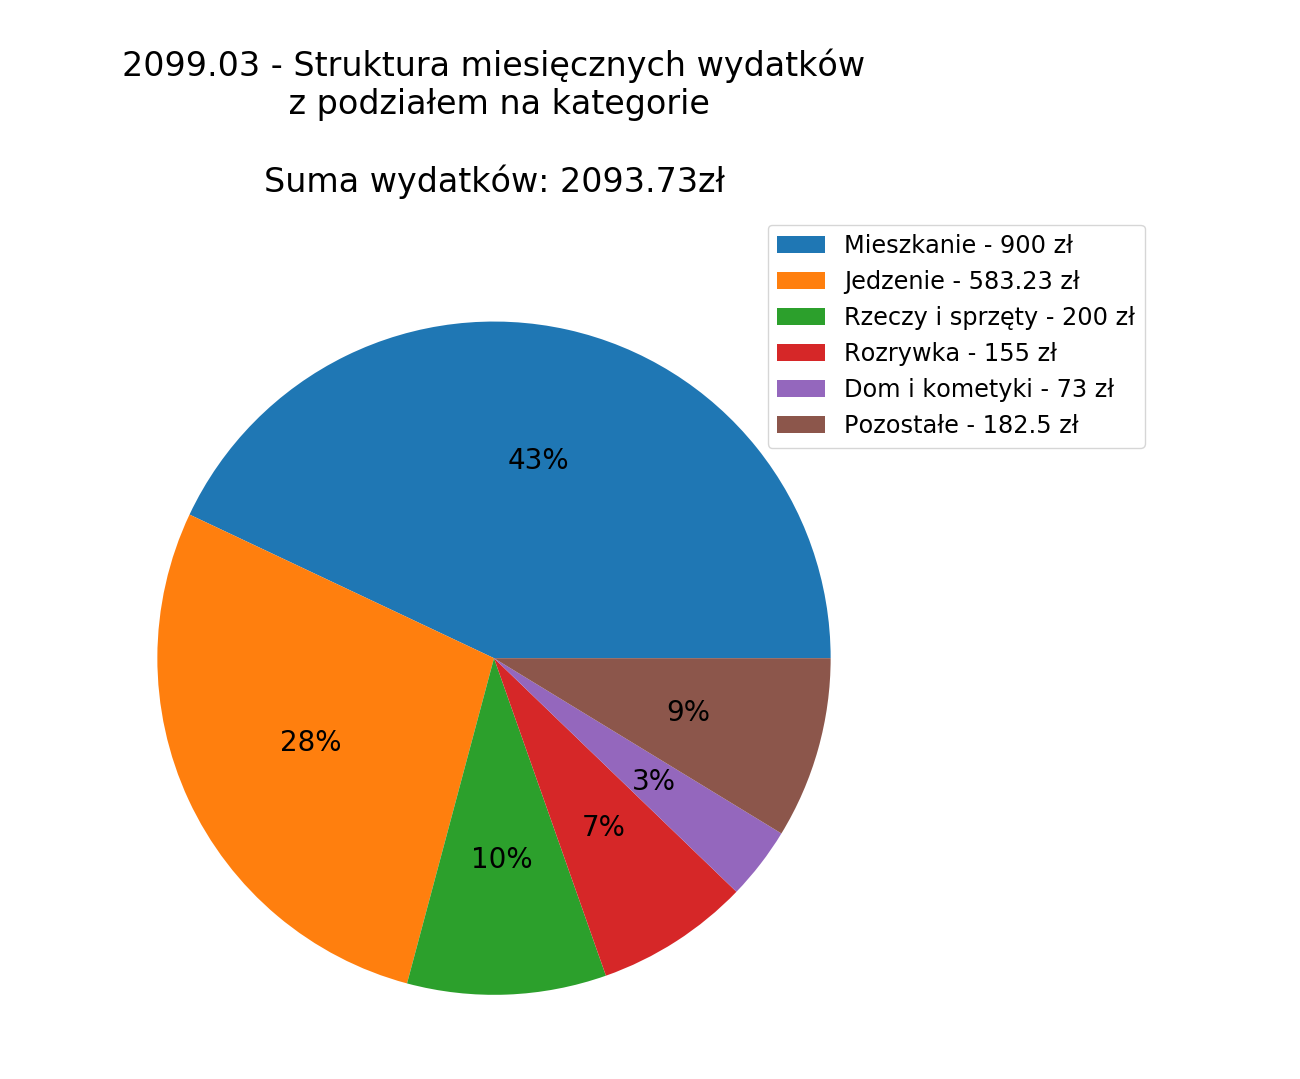 2099.03 - Struktura miesięcznych wydatków
z podziałem na kategorie
Suma wydatków: 2093.73zł
Mieszkanie - 900 zł
Jedzenie - 583.23 zł
Rzeczy i sprzęty - 200 zł
Rozrywka - 155 zł
Dom i kometyki - 73 zł
Pozostałe - 182.5 zł
43%
28%
9%
3%
7%
10%